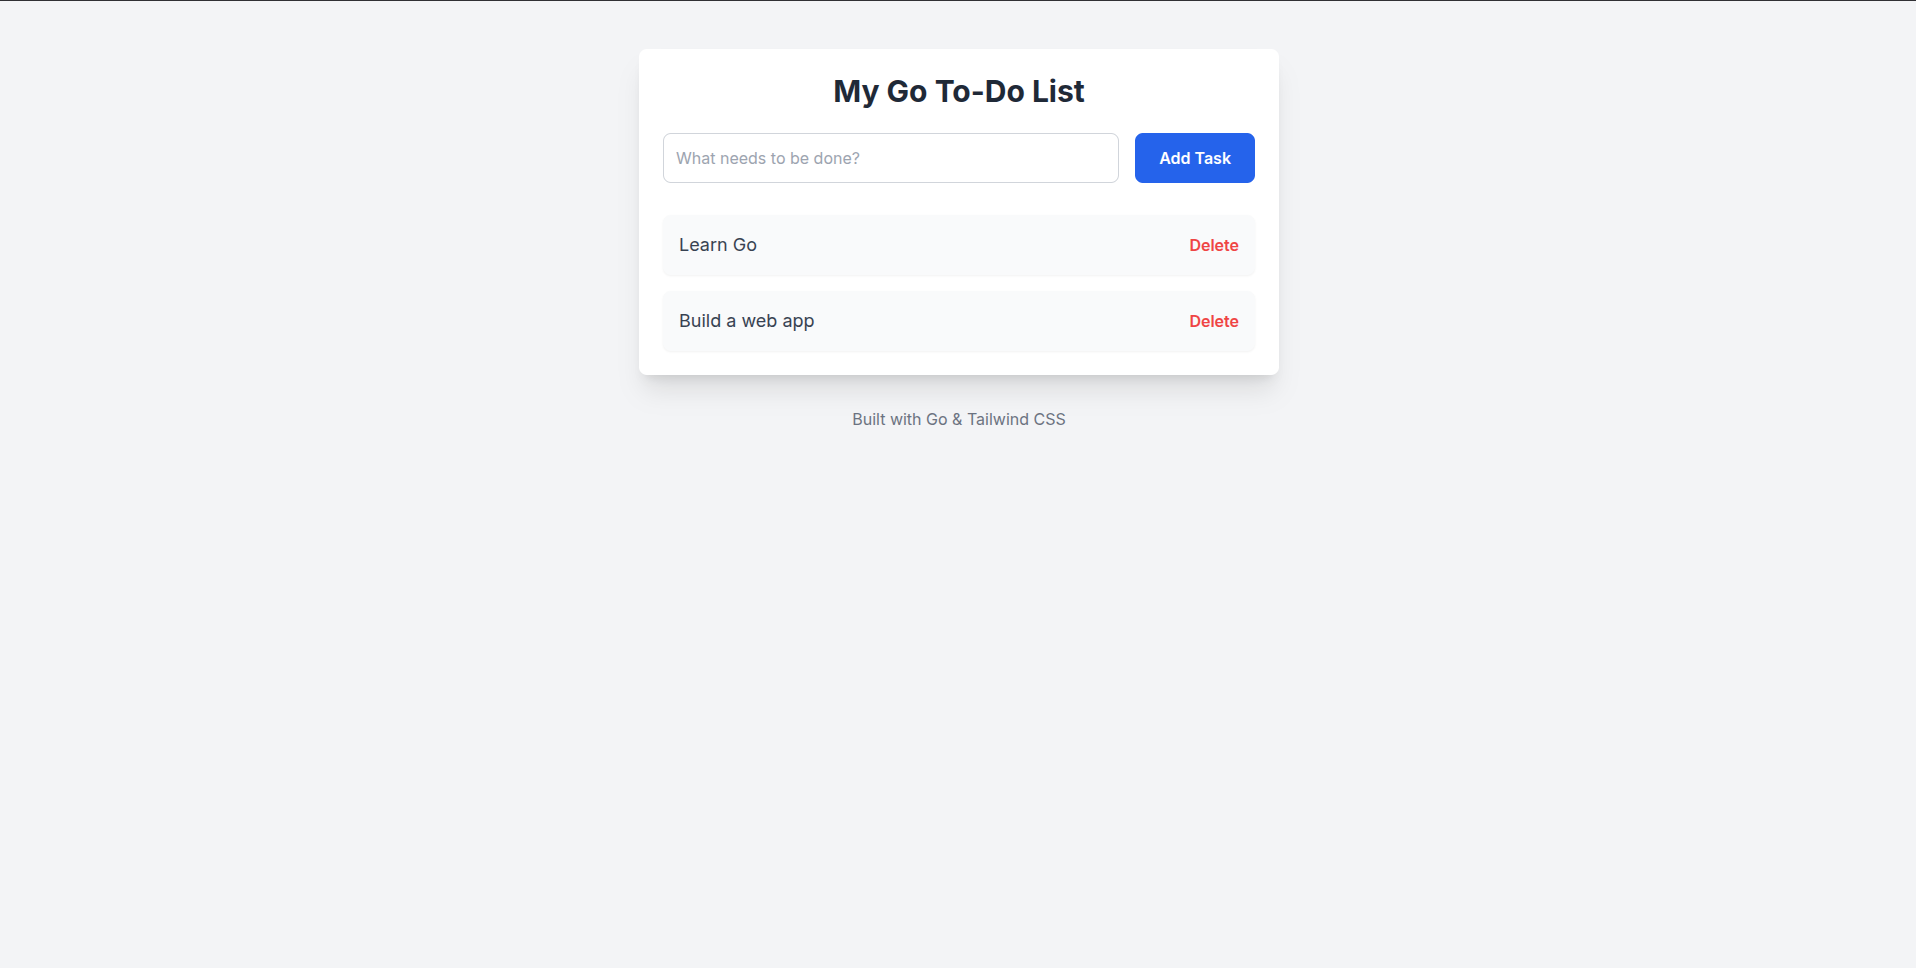 My Go To-Do List
What needs to be done?
Add Task
Learn Go
Delete
Build a web app
Delete
Built with Go & Tailwind CSS